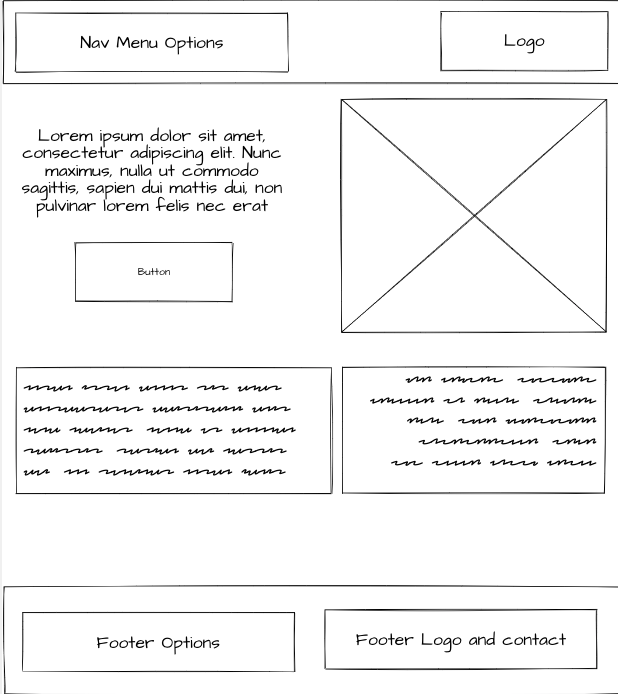 Nav Menu Options
Logo
Lorem ipsum dolor sit amet,
consectetur adipiscing elit. Nunc
maximus, nulla ut commodo
sagittis, sapien dui mattis dui, non
pulvinar lorem felis nec erat
Button
Footer Options
Footer Logo and contact